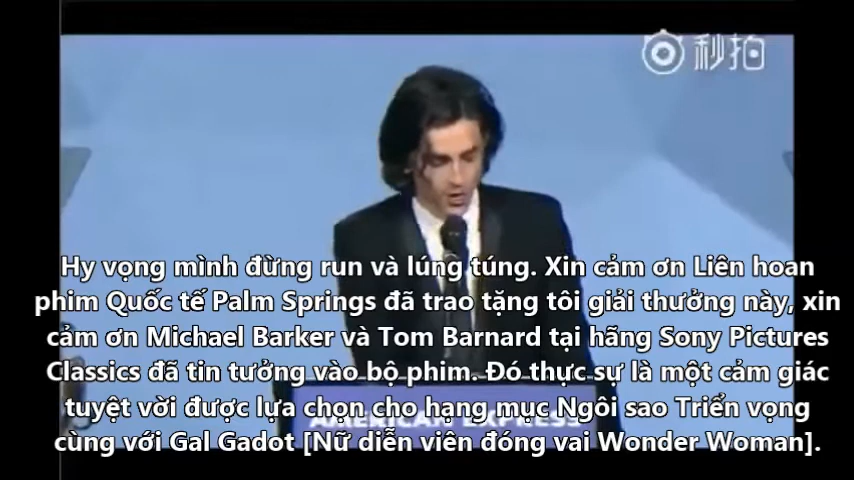 秒拍
Hy vọng mình đừng run và lúng túng. Xin cảm ơn Liên hoan
phim Quốc tế Palm Springs đã trao tặng tôi giải thưởng này, xin
cảm ơn Michael Barker và Tom Barnard tại hãng Sony Pictures
Classics đã tin tưởng vào bộ phim. Đó thực sự là một cảm giác
tuyệt vời được lựa chọn cho hạng mục Ngôi sao Triển vọng
AMERICAN EXPRESS
cùng với Gal Gadot [Nữ diễn viên đóng vai Wonder Woman].